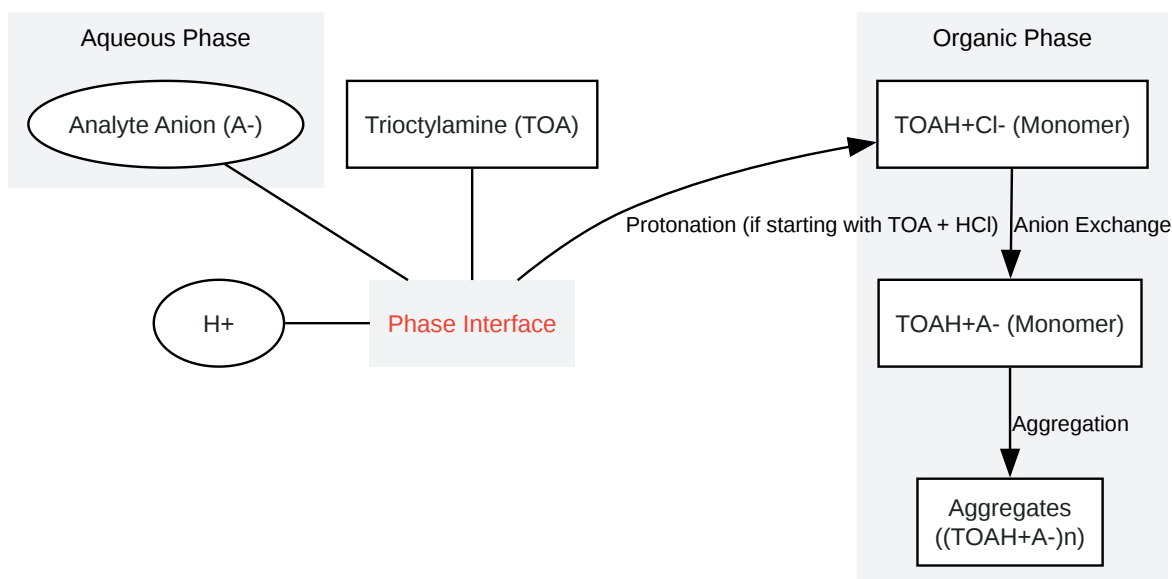 Aqueous Phase
Organic Phase
Analyte Anion (A-)
Trioctylamine (TOA)
TOAH+Cl- (Monomer)
Protonation (if starting with TOA + HCl)
Anion Exchange
H+
Phase Interface
TOAH+A- (Monomer)
Aggregation
Aggregates
((TOAH+A-)n)